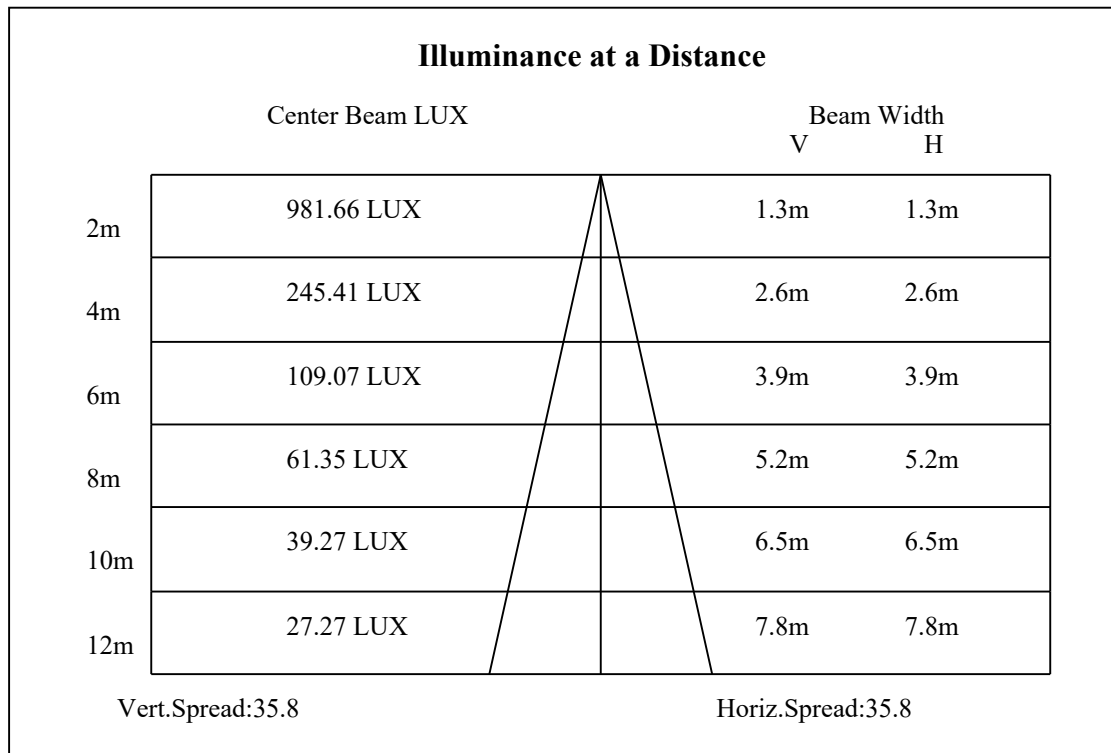 Illuminance at a Distance
Center Beam LUX Beam Width
V H
2m 981.66 LUX 1.3m 1.3m
4m 245.41 LUX 2.6m 2.6m
6m 109.07 LUX 3.9m 3.9m
8m 61.35 LUX 5.2m 5.2m
10m 39.27 LUX 6.5m 6.5m
12m 27.27 LUX 7.8m 7.8m
Vert.Spread:35.8 Horiz.Spread:35.8